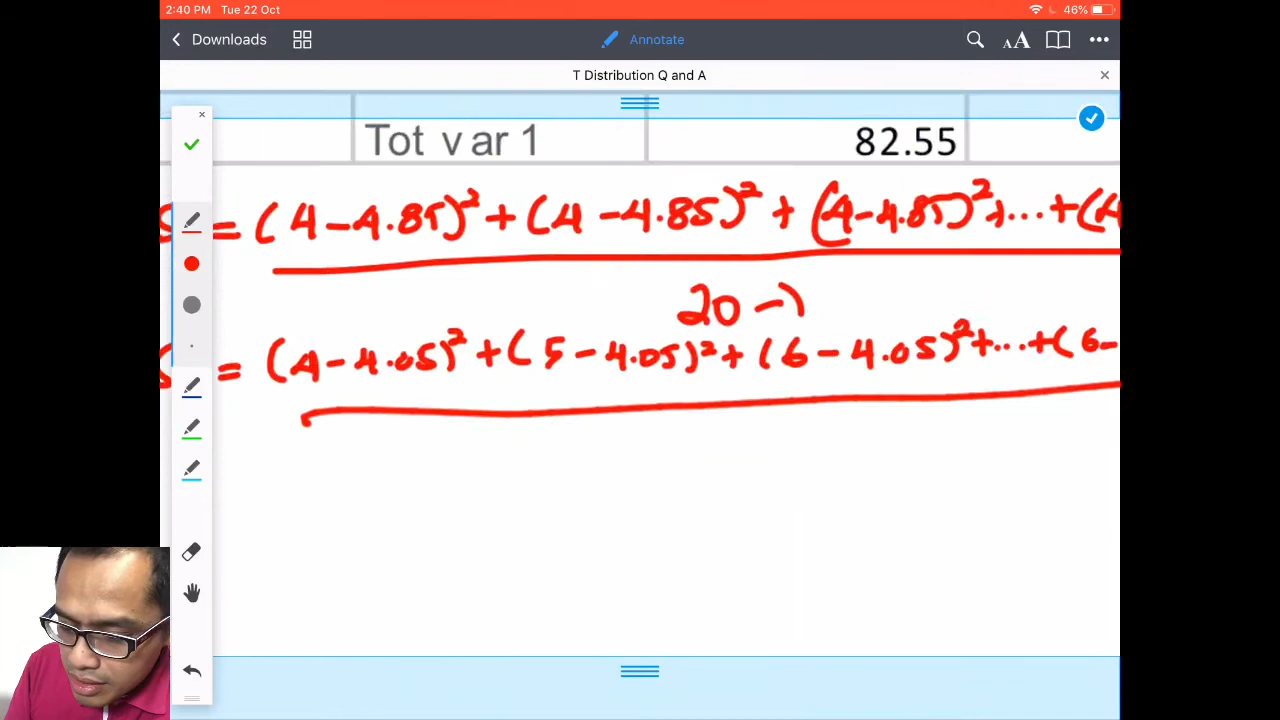 2:40 PM Tue 22 Oct 46%
Downloads Annotate AA
T Distribution Q and A
Tot var 1 82.55
= (4-4.85)²+(4-4.85)²+(4-4.85)²+...+(4
20-1
= (4-4.05)²+(5-4.05)²+(6-4.05)²+...+(6-